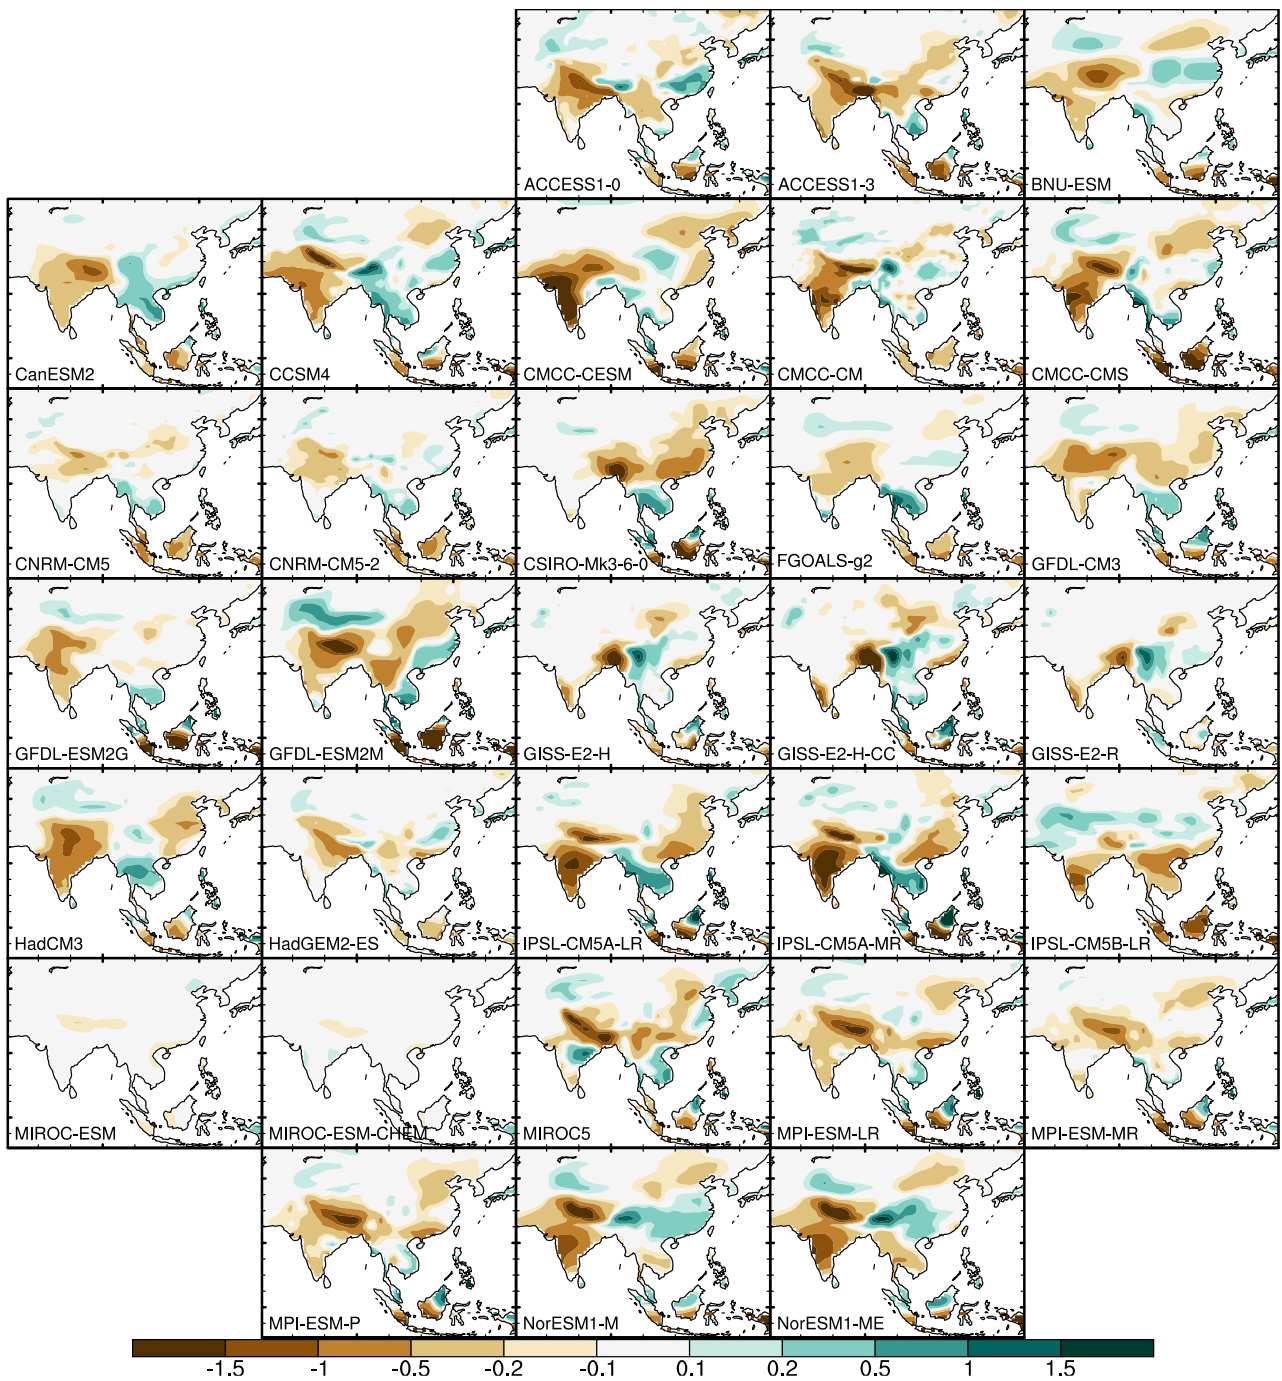 ACCESS1-0
ACCESS1-3
BNU-ESM
CanESM2
CCSM4
CMCC-CESM
CMCC-CM
CMCC-CMS
CNRM-CM5
CNRM-CM5-2
CSIRO-Mk3-6-0
FGOALS-g2
GFDL-CM3
GFDL-ESM2G
GFDL-ESM2M
GISS-E2-H
GISS-E2-H-CC
GISS-E2-R
HadCM3
HadGEM2-ES
IPSL-CM5A-LR
IPSL-CM5A-MR
IPSL-CM5B-LR
MIROC-ESM
MIROC-ESM-CHEM
MIROC5
MPI-ESM-LR
MPI-ESM-MR
MPI-ESM-P
NorESM1-M
NorESM1-ME
-1.5 -1 -0.5 -0.2 -0.1 0.1 0.2 0.5 1 1.5